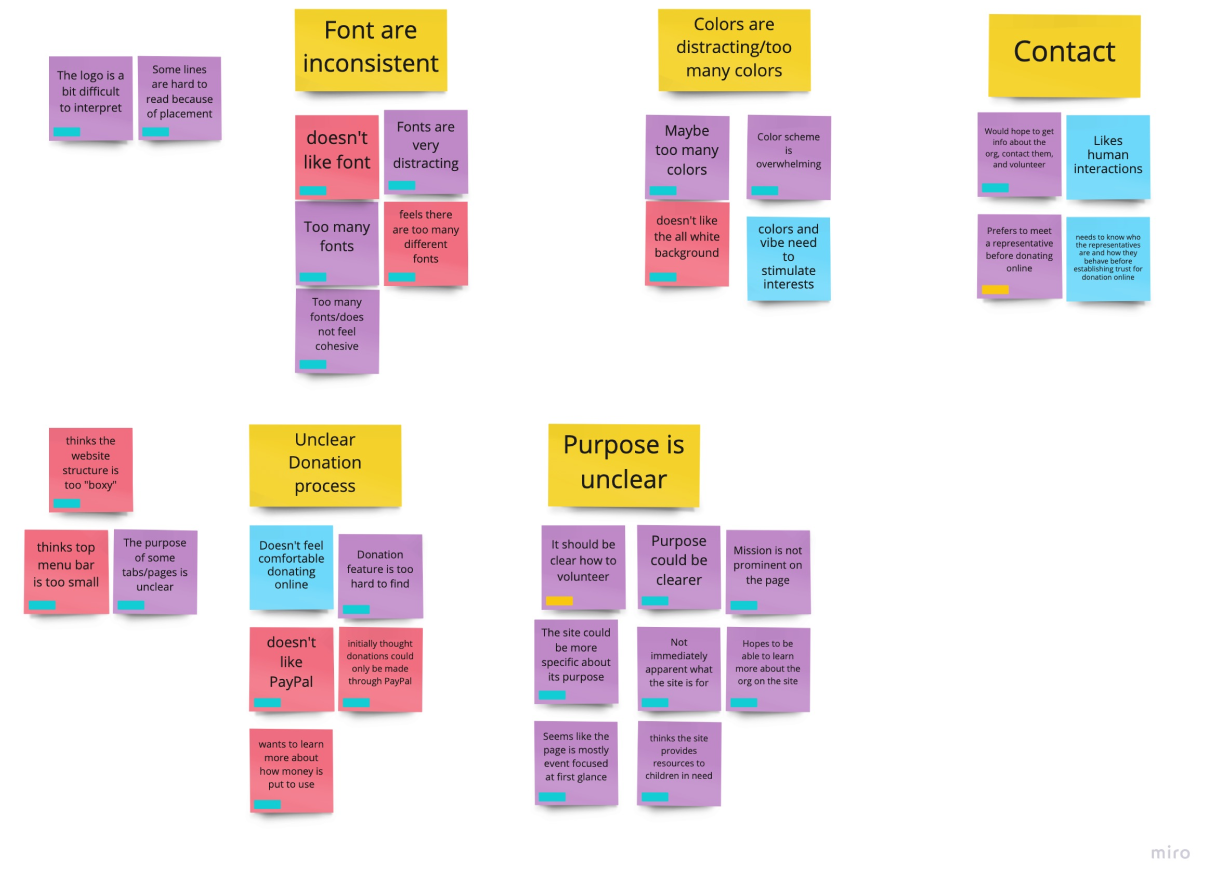 The logo is a
bit difficult
to interpret
Some lines
are hard to
read because
of placement
Font are
inconsistent
doesn't
like font
Fonts are
very
distracting
Too many
fonts
feels there
are too many
different
fonts
Too many
fonts/does
not feel
cohesive
Colors are
distracting/too
many colors
Maybe
too many
colors
Color scheme
is
overwhelming
doesn't like
the all white
background
colors and
vibe need
to
stimulate
interests
Contact
Would hope to get
info about the
org, contact them,
and volunteer
Likes
human
interactions
Prefers to meet
a representative
before donating
online
needs to know who
the representatives
are and how they
behave before
establishing trust for
donation online
thinks the
website
structure is
too "boxy"
thinks top
menu bar
is too small
The purpose
of some
tabs/pages is
unclear
Unclear
Donation
process
Doesn't feel
comfortable
donating
online
Donation
feature is too
hard to find
doesn't
like
PayPal
initially thought
donations could
only be made
through PayPal
wants to learn
more about
how money is
put to use
Purpose is
unclear
It should be
clear how to
volunteer
Purpose
could be
clearer
Mission is not
prominent on
the page
The site could
be more
specific about
its purpose
Not
immediately
apparent what
the site is for
Hopes to be
able to learn
more about the
org on the site
Seems like the
page is mostly
event focused
at first glance
thinks the site
provides
resources to
children in need
miro